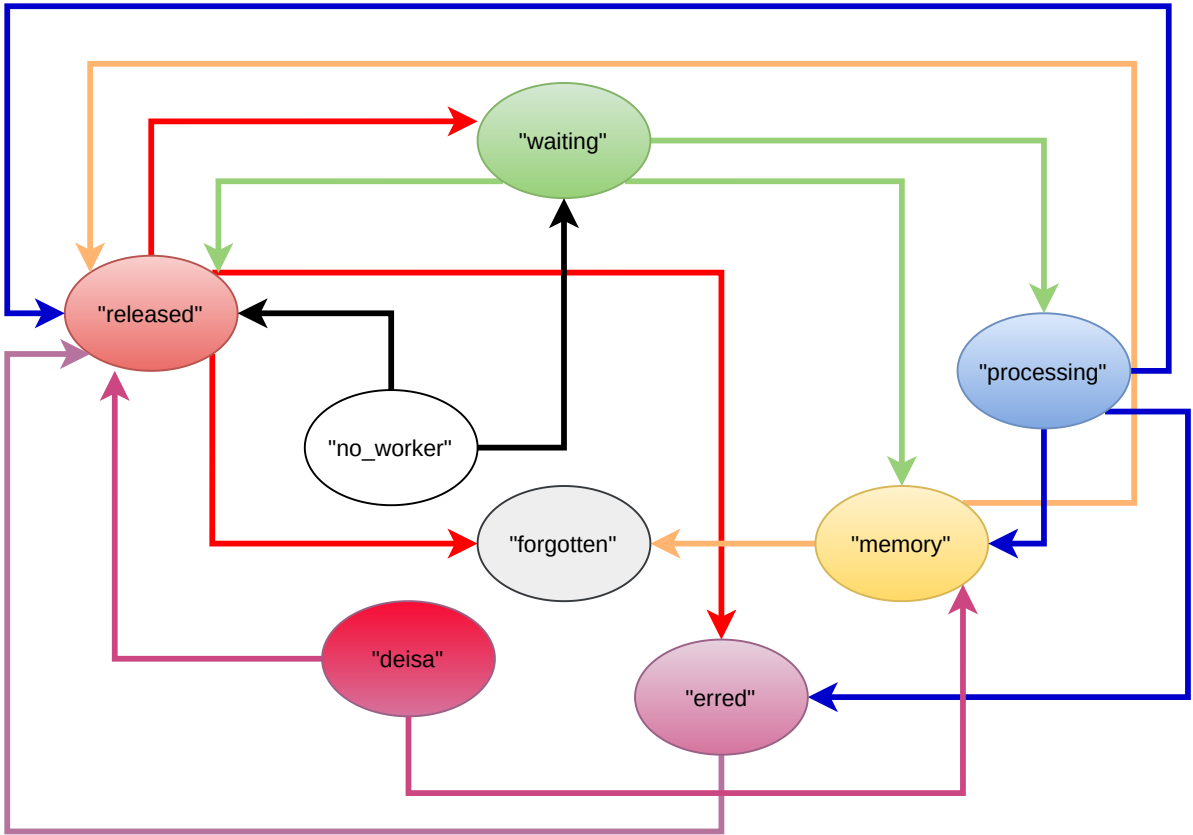 "waiting"
"released"
"processing"
"no_worker"
"forgotten"
"memory"
"deisa"
"erred"